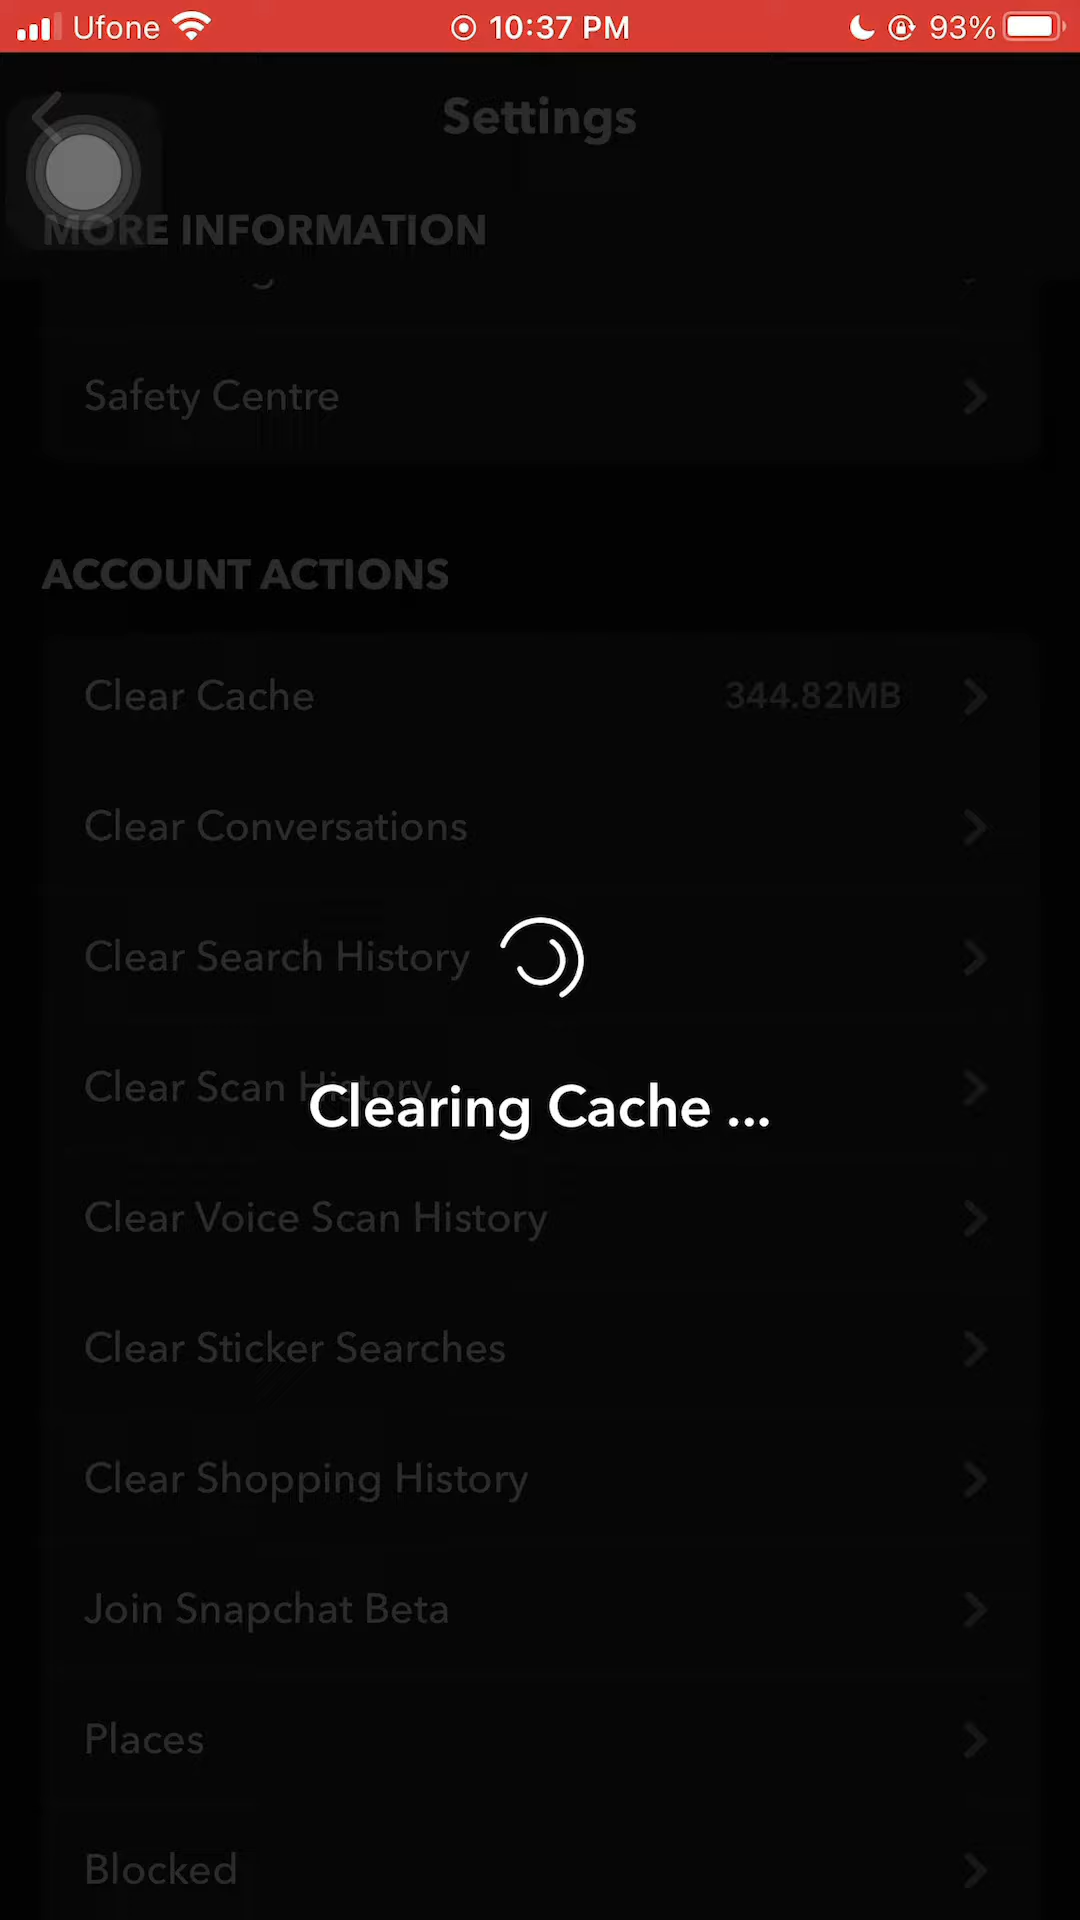 Ufone 10:37 PM 93%
Settings
MORE INFORMATION
Safety Centre
ACCOUNT ACTIONS
Clear Cache 344.82MB
Clear Conversations
Clear Search History
Clear Scan History
Clearing Cache ...
Clear Voice Scan History
Clear Sticker Searches
Clear Shopping History
Join Snapchat Beta
Places
Blocked